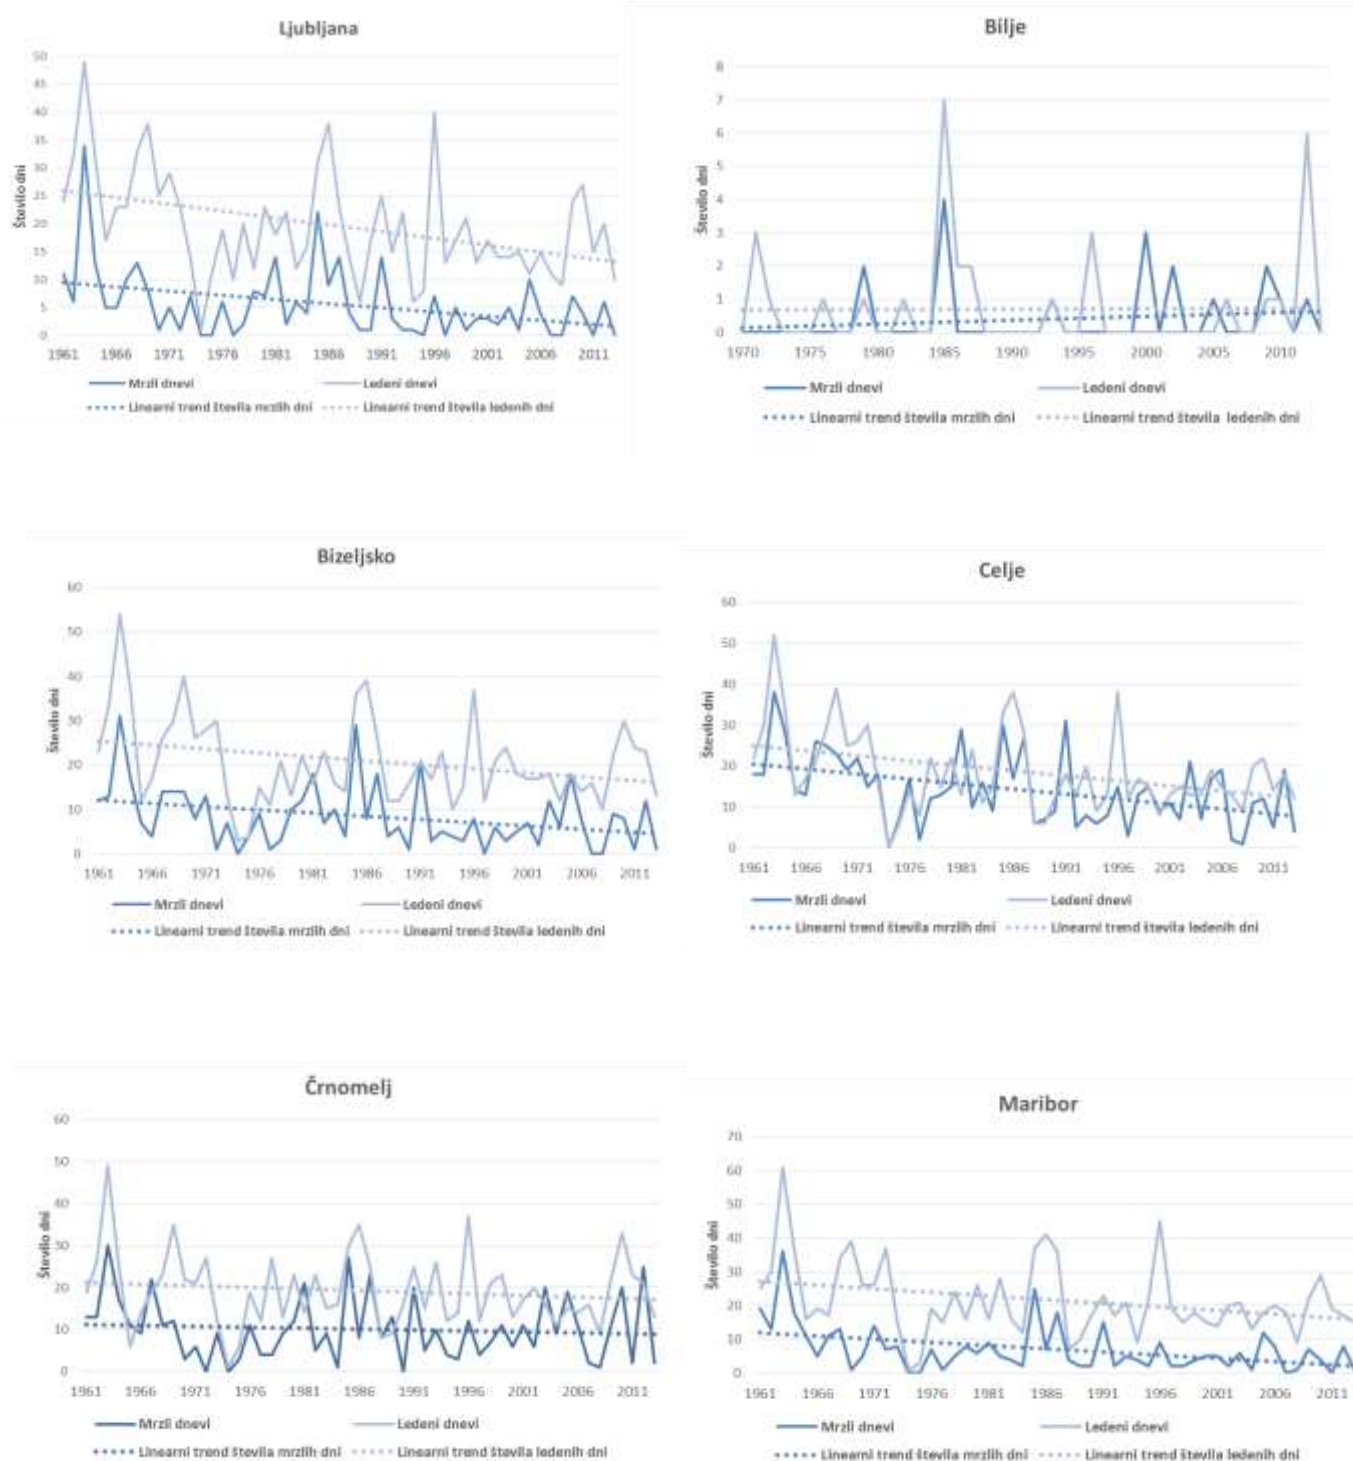 Ljubljana
50
45
40
35
30
25
20
15
10
5
0
Število dni
1961 1966 1971 1976 1981 1986 1991 1996 2001 2006 2011
Mrzli dnevi Ledeni dnevi
Linearni trend števila mrzlih dni Linearni trend števila ledenih dni
Bilje
8
7
6
5
4
3
2
1
0
Število dni
1970 1975 1980 1985 1990 1995 2000 2005 2010
Mrzli dnevi Ledeni dnevi
Linearni trend števila mrzlih dni Linearni trend števila ledenih dni
Bizeljsko
60
50
40
30
20
10
0
Število dni
1961 1966 1971 1976 1981 1986 1991 1996 2001 2006 2011
Mrzli dnevi Ledeni dnevi
Linearni trend števila mrzlih dni Linearni trend števila ledenih dni
Celje
60
50
40
30
20
10
0
Število dni
1961 1966 1971 1976 1981 1986 1991 1996 2001 2006 2011
Mrzli dnevi Ledeni dnevi
Linearni trend števila mrzlih dni Linearni trend števila ledenih dni
Črnomelj
60
50
40
30
20
10
0
Število dni
1961 1966 1971 1976 1981 1986 1991 1996 2001 2006 2011
Mrzli dnevi Ledeni dnevi
Linearni trend števila mrzlih dni Linearni trend števila ledenih dni
Maribor
70
60
50
40
30
20
10
0
Število dni
1961 1966 1971 1976 1981 1986 1991 1996 2001 2006 2011
Mrzli dnevi Ledeni dnevi
Linearni trend števila mrzlih dni Linearni trend števila ledenih dni